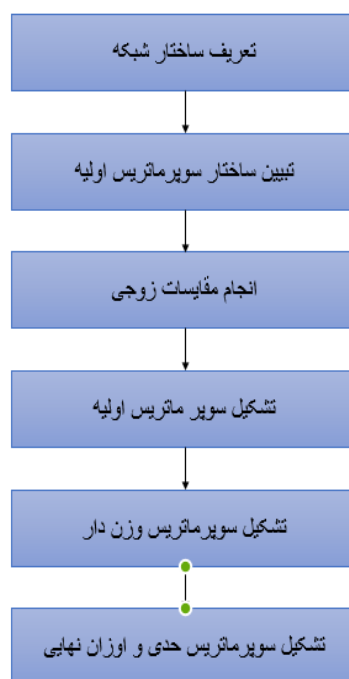 تعریف ساختار شبکه
تبیین ساختار سوپرماتریس اولیه
انجام مقایسات زوجی
تشکیل سوپر ماتریس اولیه
تشکیل سوپرماتریس وزن دار
تشکیل سوپرماتریس حدی و اوزان نهایی